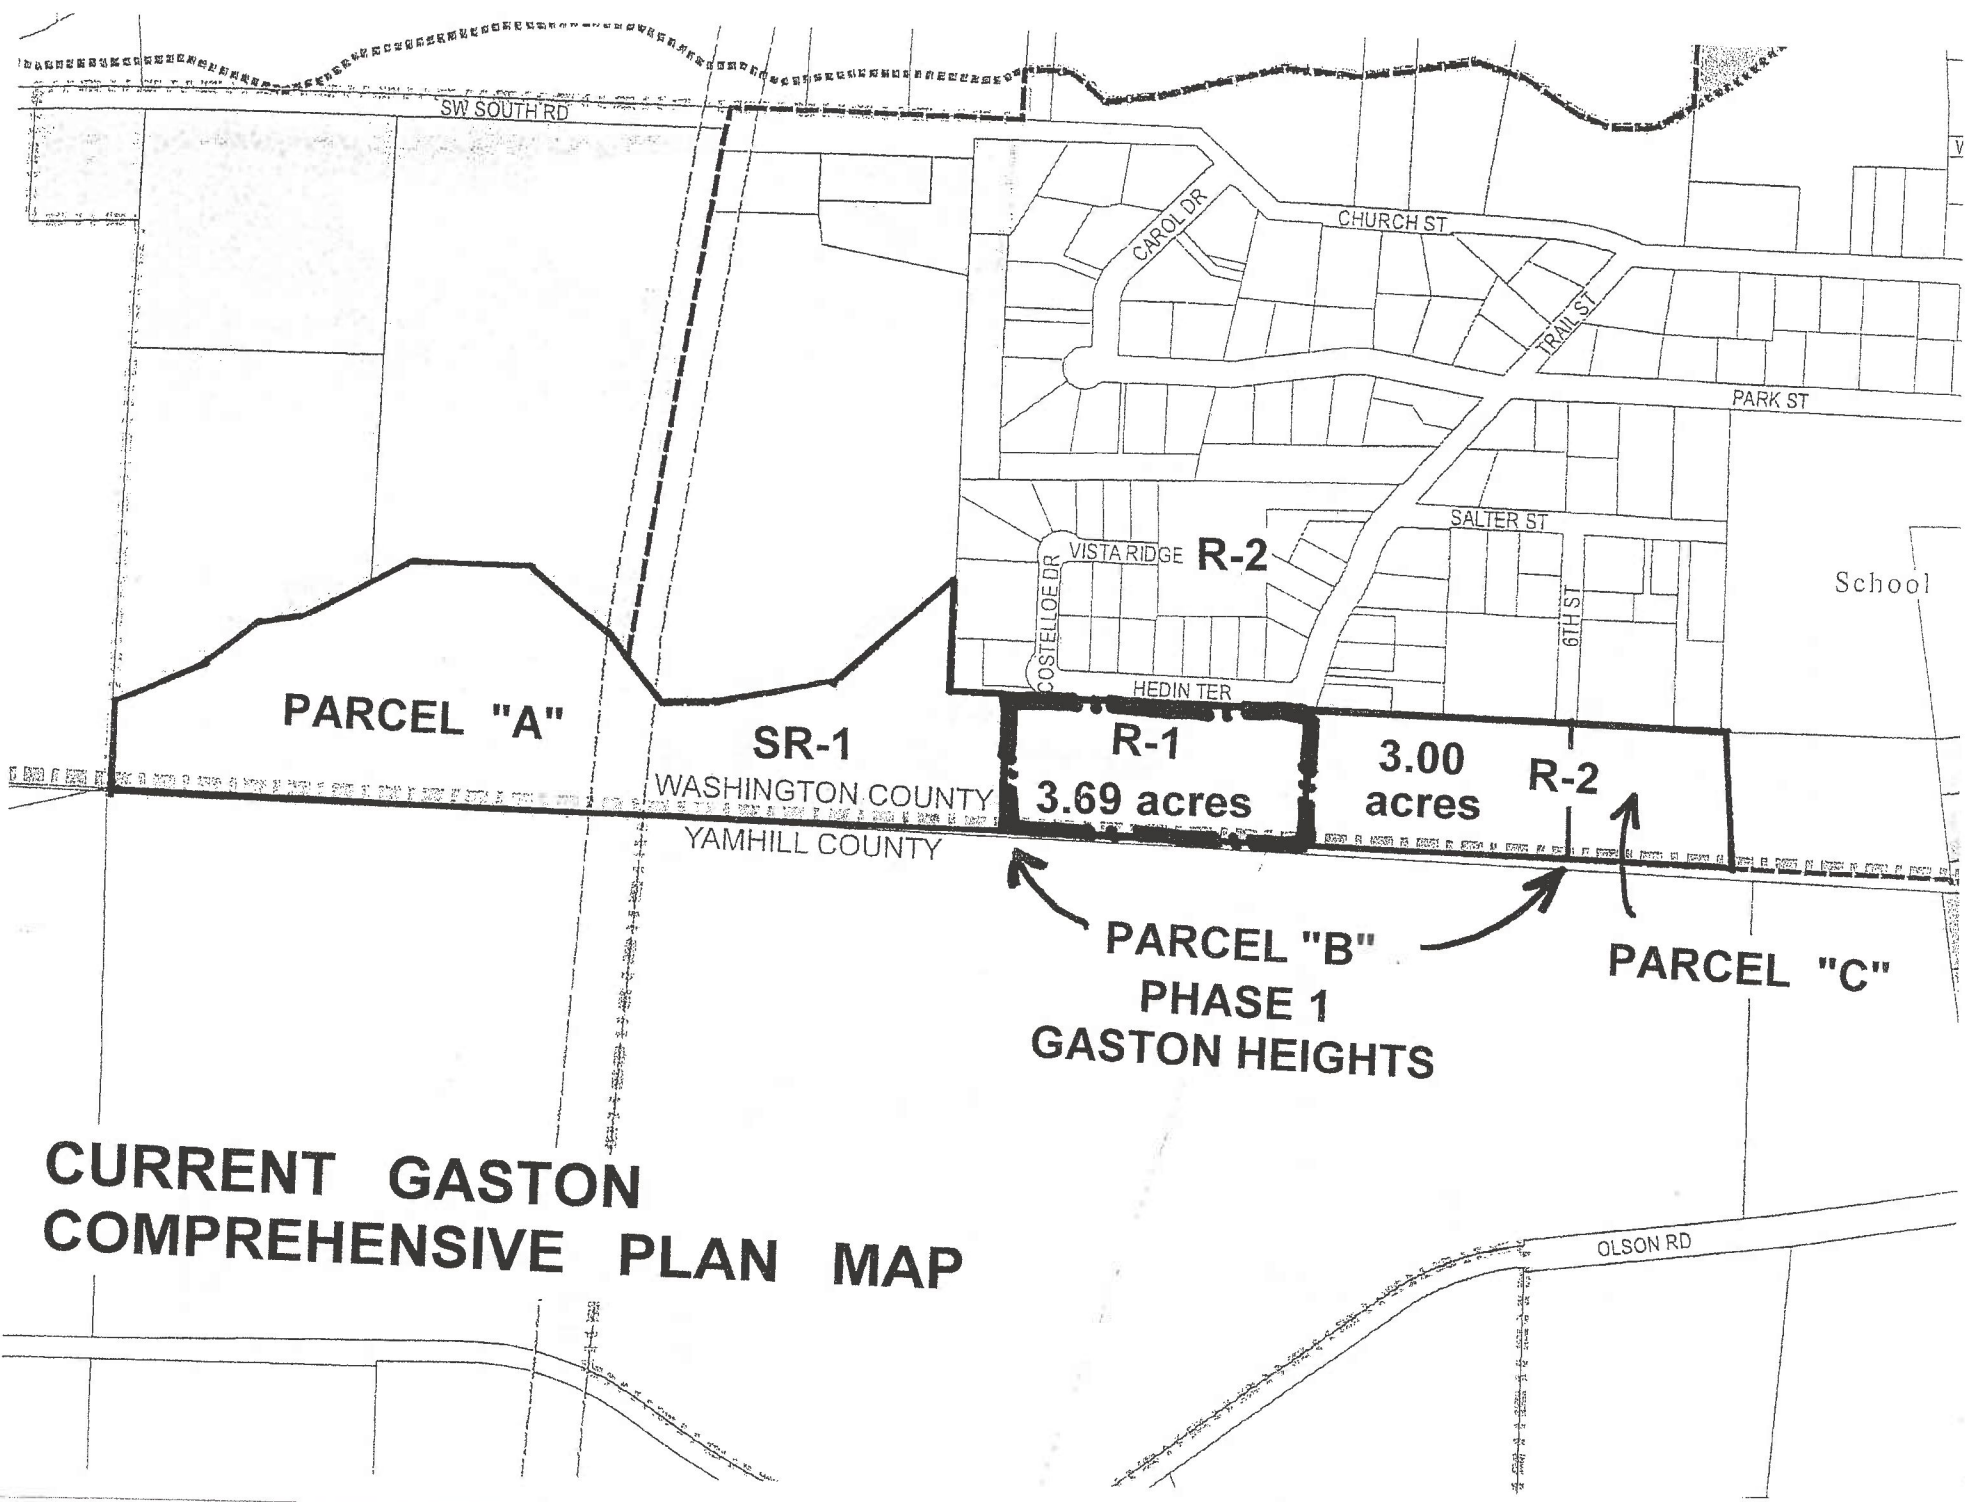 SW SOUTH RD
CAROL DR
CHURCH ST
TRAIL ST
PARK ST
SALTER ST
VISTA RIDGE
R-2
COSTELLOE DR
6TH ST
School
HEDIN TER
PARCEL "A"
SR-1
R-1
3.69 acres
3.00
acres
R-2
WASHINGTON COUNTY
YAMHILL COUNTY
PARCEL "B"
PHASE 1
GASTON HEIGHTS
PARCEL "C"
CURRENT GASTON
COMPREHENSIVE PLAN MAP
OLSON RD